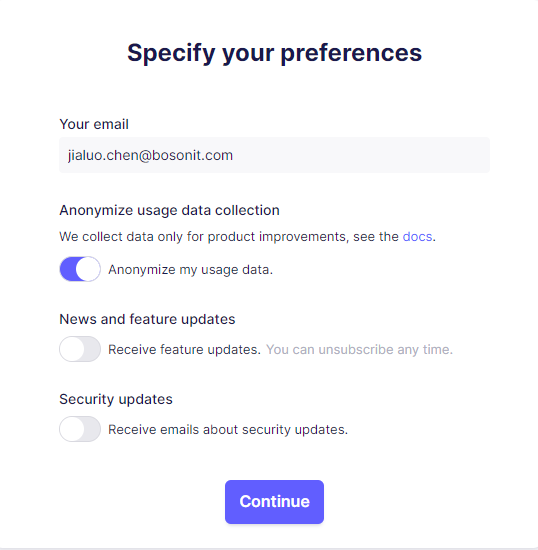 Specify your preferences
Your email
jialuo.chen@bosonit.com
Anonymize usage data collection
We collect data only for product improvements, see the docs.
Anonymize my usage data.
News and feature updates
Receive feature updates. You can unsubscribe any time.
Security updates
Receive emails about security updates.
Continue